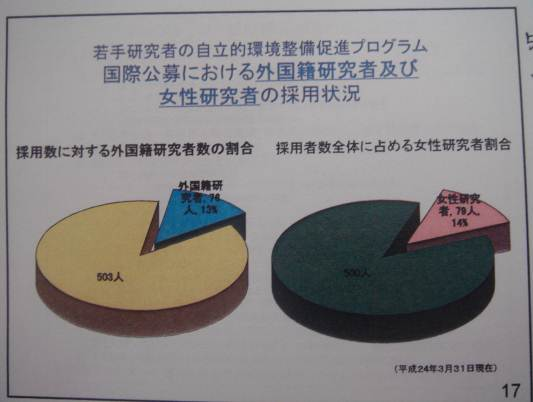 若手研究者の自立的環境整備促進プログラム
国際公募における外国籍研究者及び
女性研究者の採用状況
採用数に対する外国籍研究者数の割合
採用者数全体に占める女性研究者割合
外国籍研
究者, 76
人, 13%
503人
女性研究
者, 79人,
14%
500人
(平成24年3月31日現在)
17